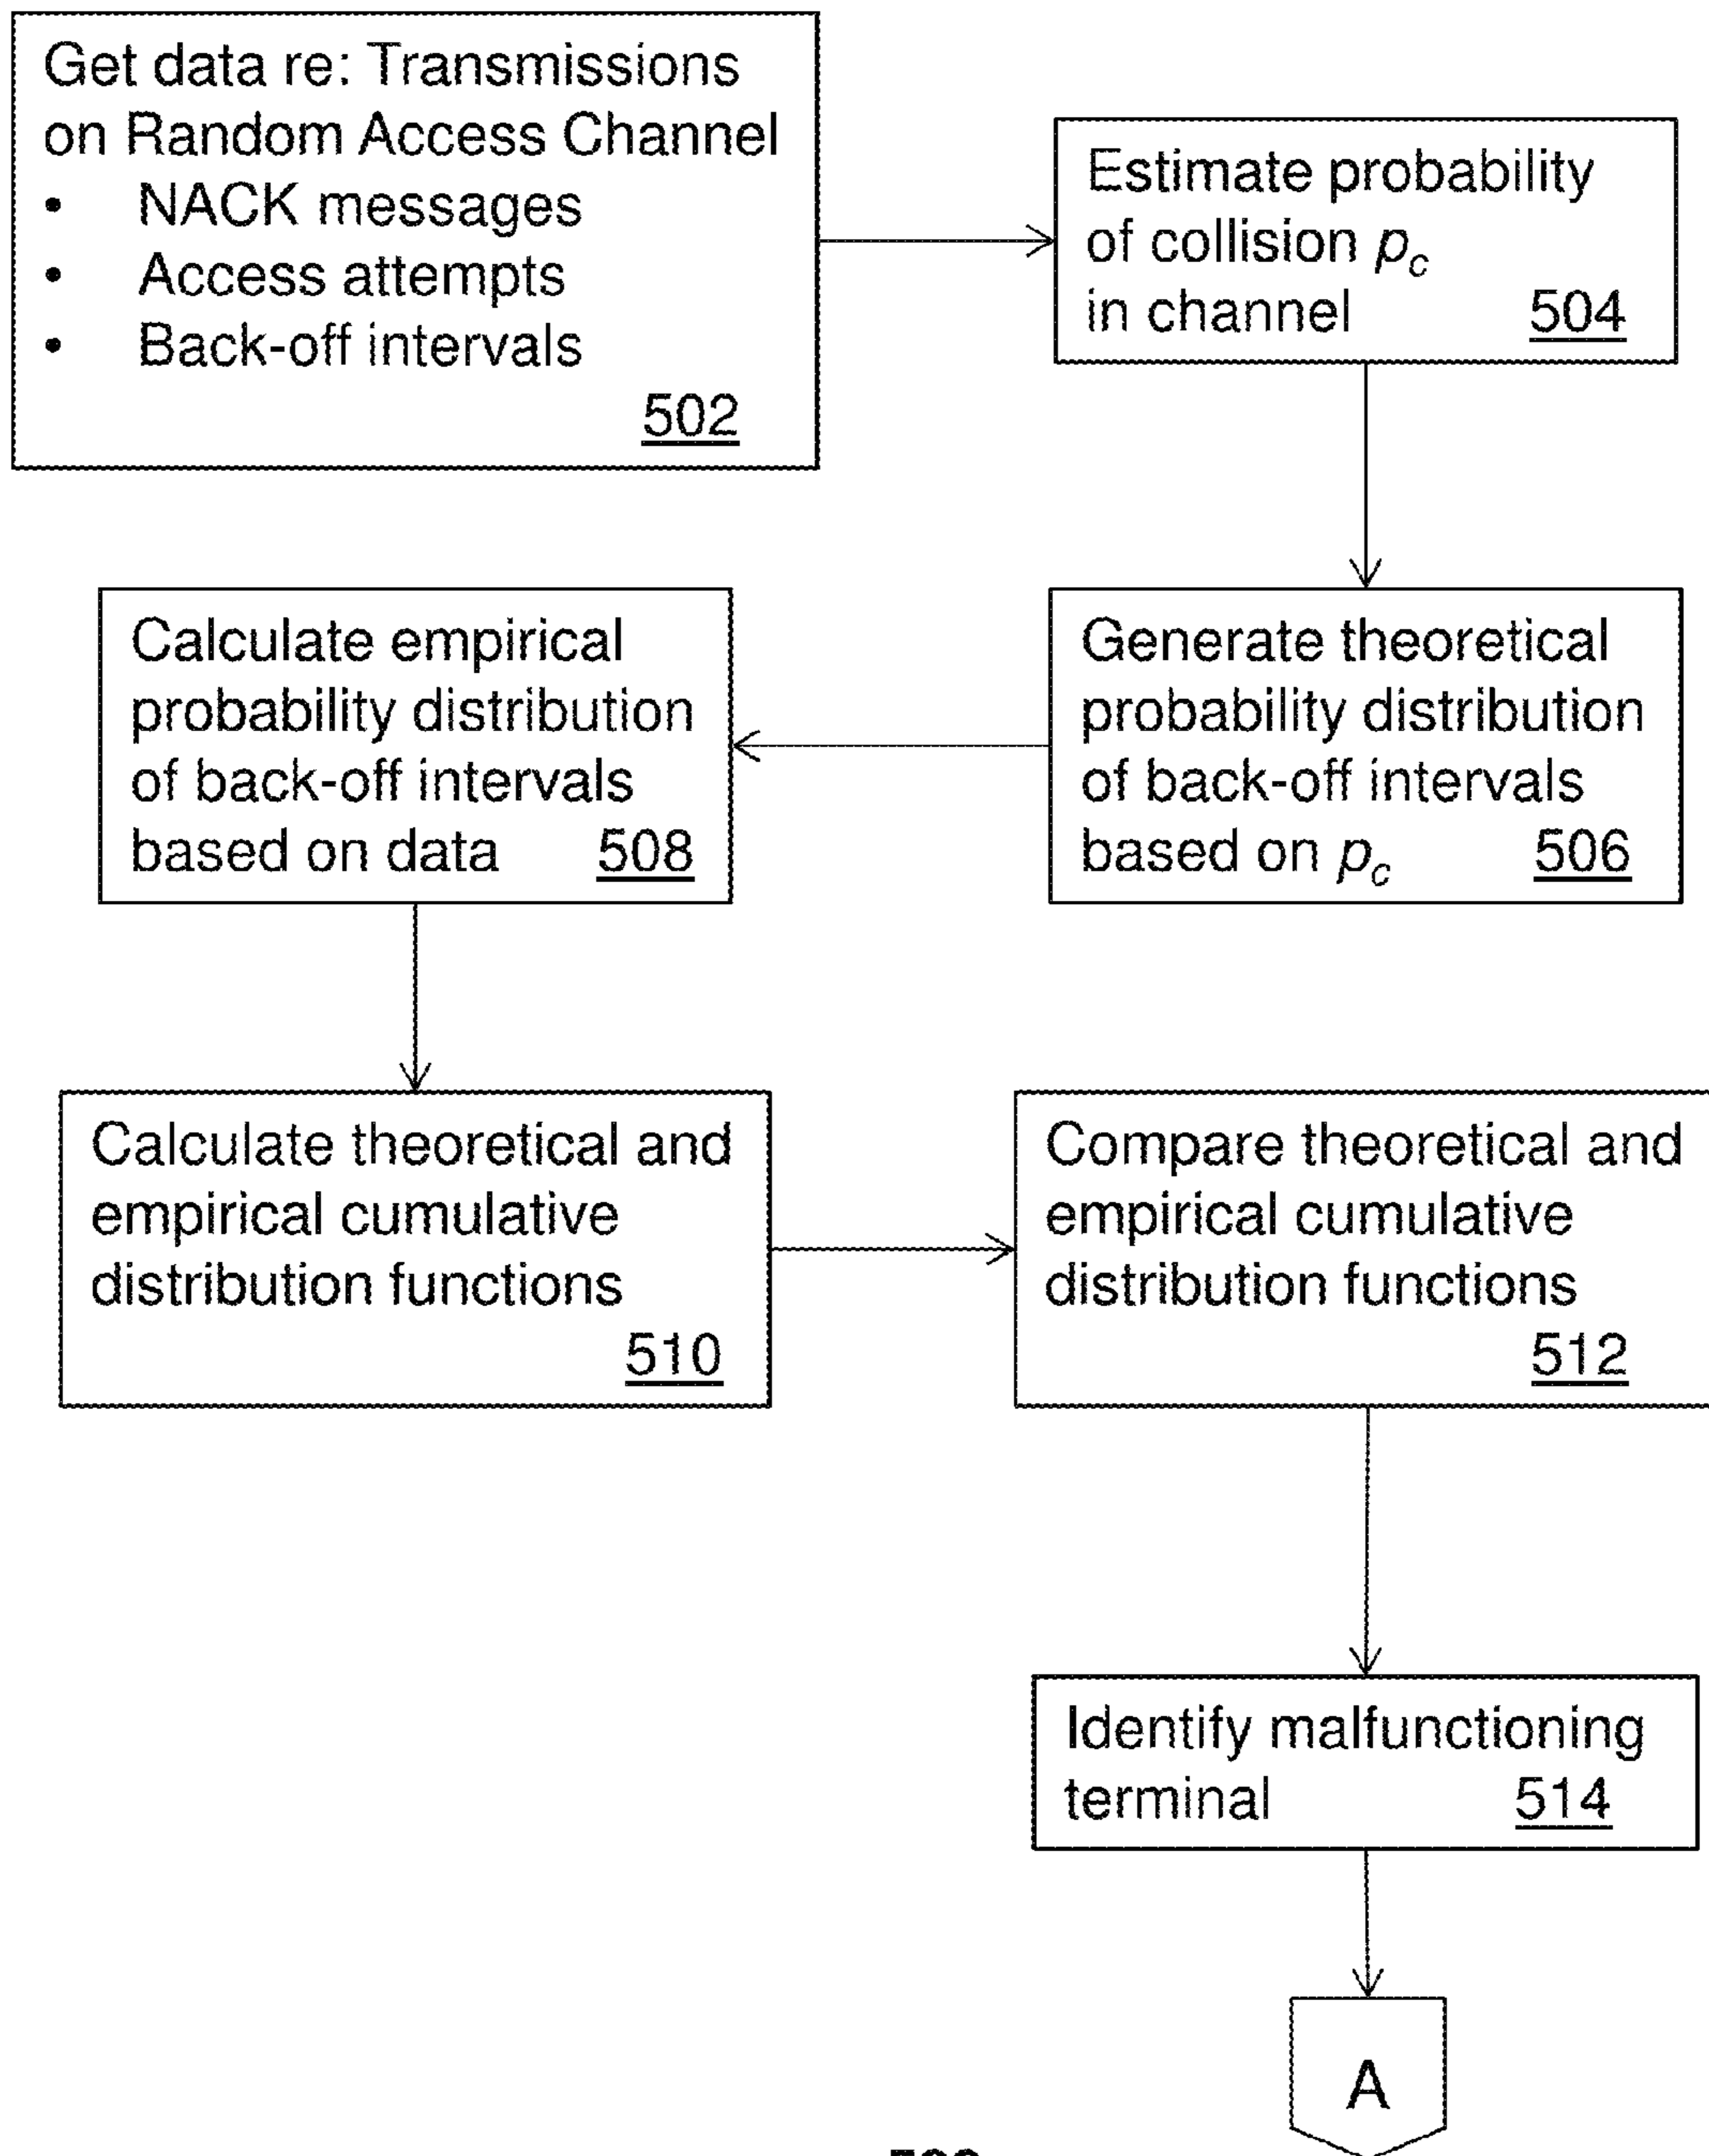 Get data re: Transmissions
on Random Access Channel
• NACK messages
• Access attempts
• Back-off intervals
502
Estimate probability
of collision p_c
in channel 504
Generate theoretical
probability distribution
of back-off intervals
based on p_c 506
Calculate empirical
probability distribution
of back-off intervals
based on data 508
Calculate theoretical and
empirical cumulative
distribution functions
510
Compare theoretical and
empirical cumulative
distribution functions
512
Identify malfunctioning
terminal 514
A